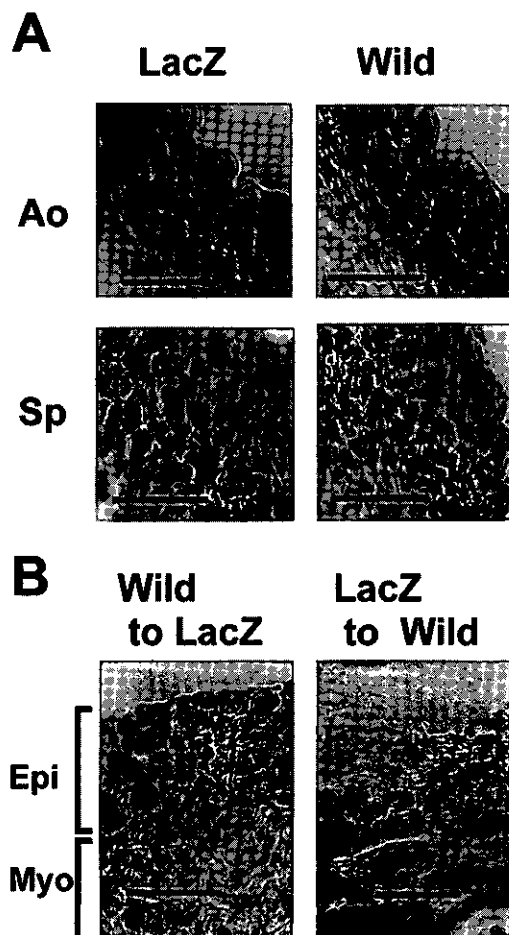 A
LacZ Wild
Ao
Sp
B
Wild to LacZ
LacZ to Wild
Epi
Myo